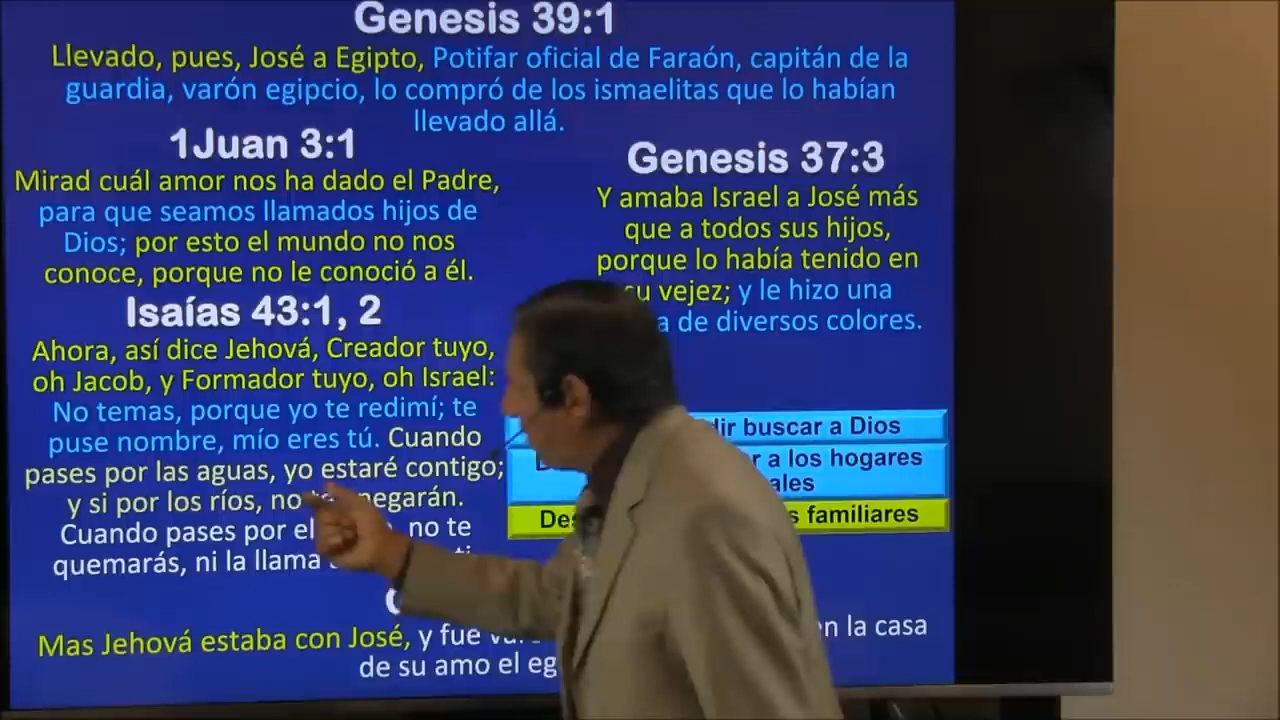 Genesis 39:1
Llevado, pues, José a Egipto, Potifar oficial de Faraón, capitán de la
guardia, varón egipcio, lo compró de los ismaelitas que lo habían
llevado allá.
1Juan 3:1
Mirad cuál amor nos ha dado el Padre,
para que seamos llamados hijos de
Dios; por esto el mundo no nos
conoce, porque no le conoció a él.
Isaías 43:1, 2
Ahora, así dice Jehová, Creador tuyo,
oh Jacob, y Formador tuyo, oh Israel:
No temas, porque yo te redimí; te
puse nombre, mío eres tú. Cuando
pases por las aguas, yo estaré contigo;
y si por los ríos, no
Cuando pases por el no te
quemarás, ni la llama
Genesis 37:3
Y amaba Israel a José más
que a todos sus hijos,
porque lo había tenido en
su vejez; y le hizo una
de diversos colores.
buscar a Dios
a los hogares
familiares
Mas Jehová estaba con José, y fue en la casa
de su amo el